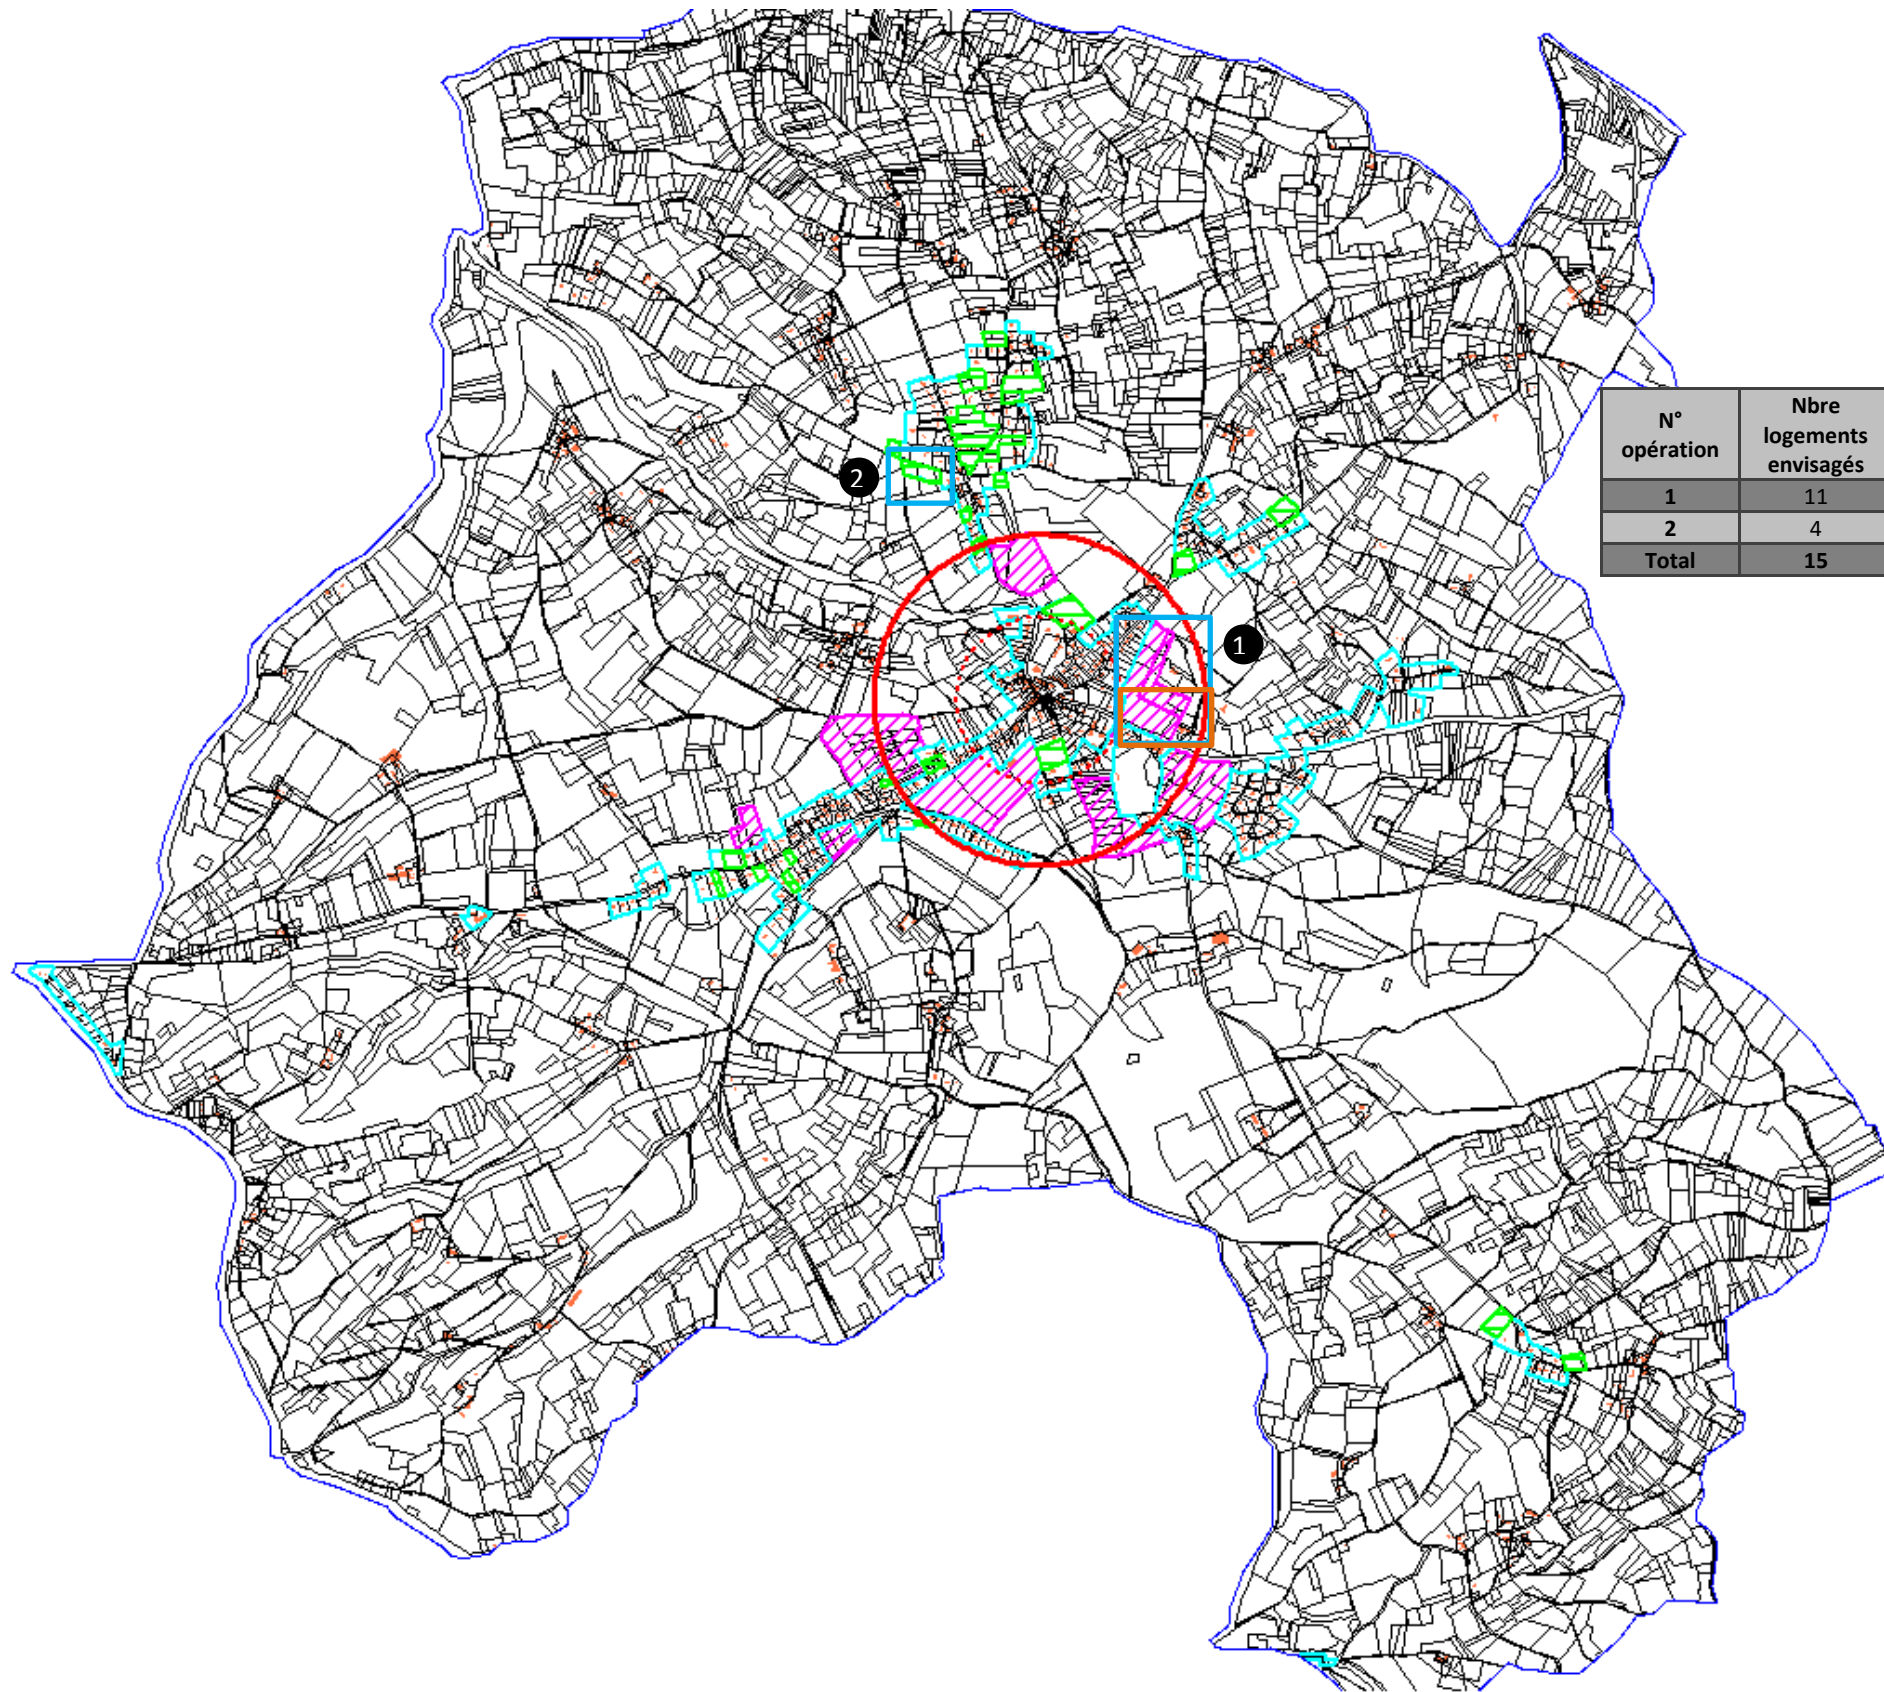 N°
opération
Nbre
logements
envisagés
1 11
2 4
Total 15
2
1